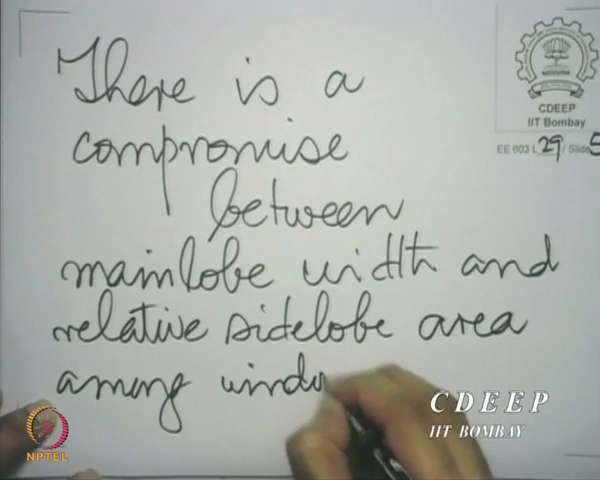 There is a
compromise
between
mainlobe width and
relative sidelobe area
among windo
CDEEP
IIT Bombay
EE 603 L 29 / Slide 5
CDEEP
IIT BOMBAY
NPTEL